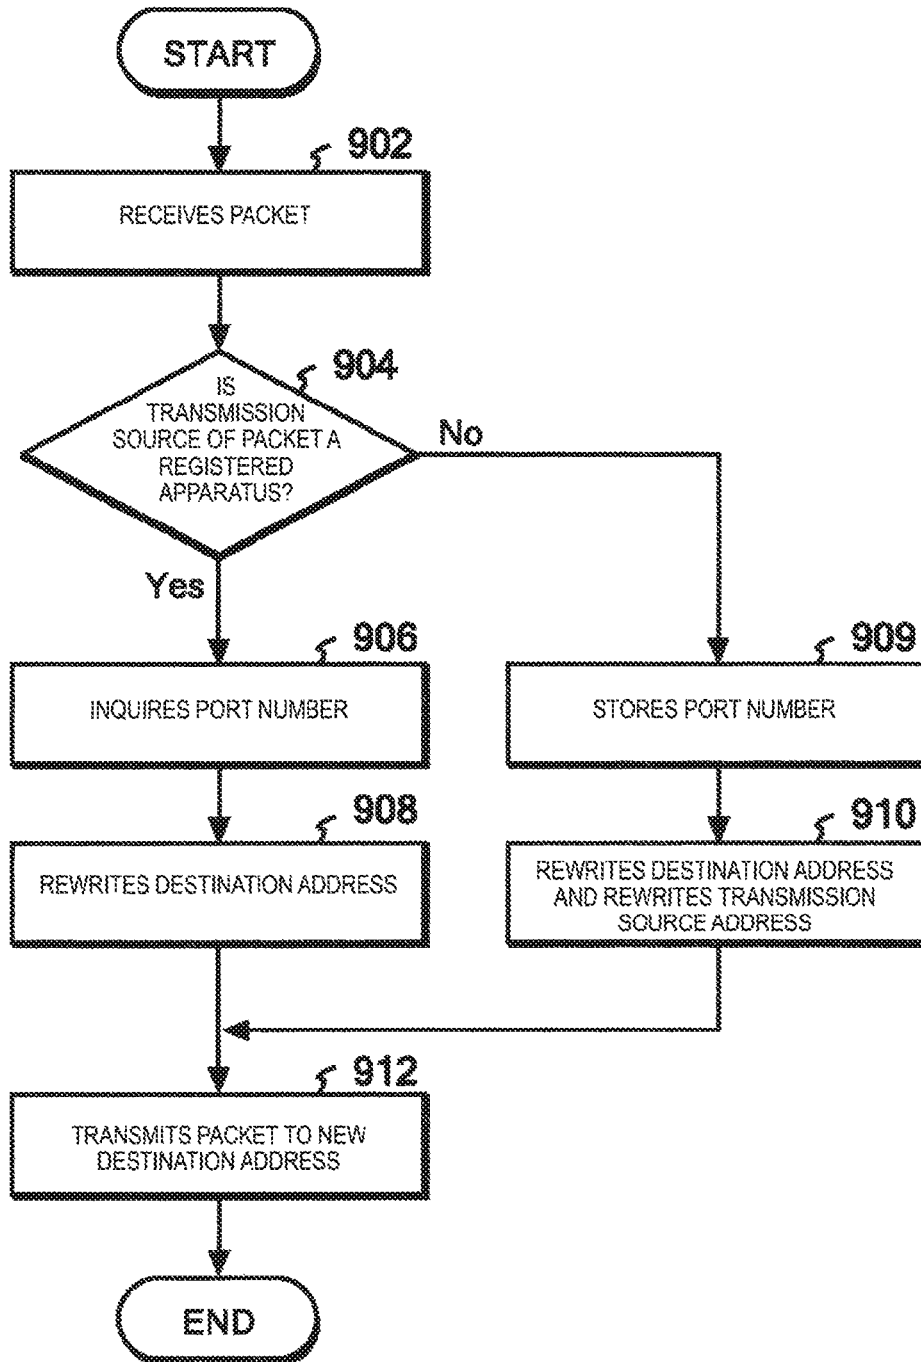 START
902
RECEIVES PACKET
904
IS
TRANSMISSION
SOURCE OF PACKET A
REGISTERED
APPARATUS?
No
Yes
906
INQUIRES PORT NUMBER
909
STORES PORT NUMBER
908
REWRITES DESTINATION ADDRESS
910
REWRITES DESTINATION ADDRESS
AND REWRITES TRANSMISSION
SOURCE ADDRESS
912
TRANSMITS PACKET TO NEW
DESTINATION ADDRESS
END